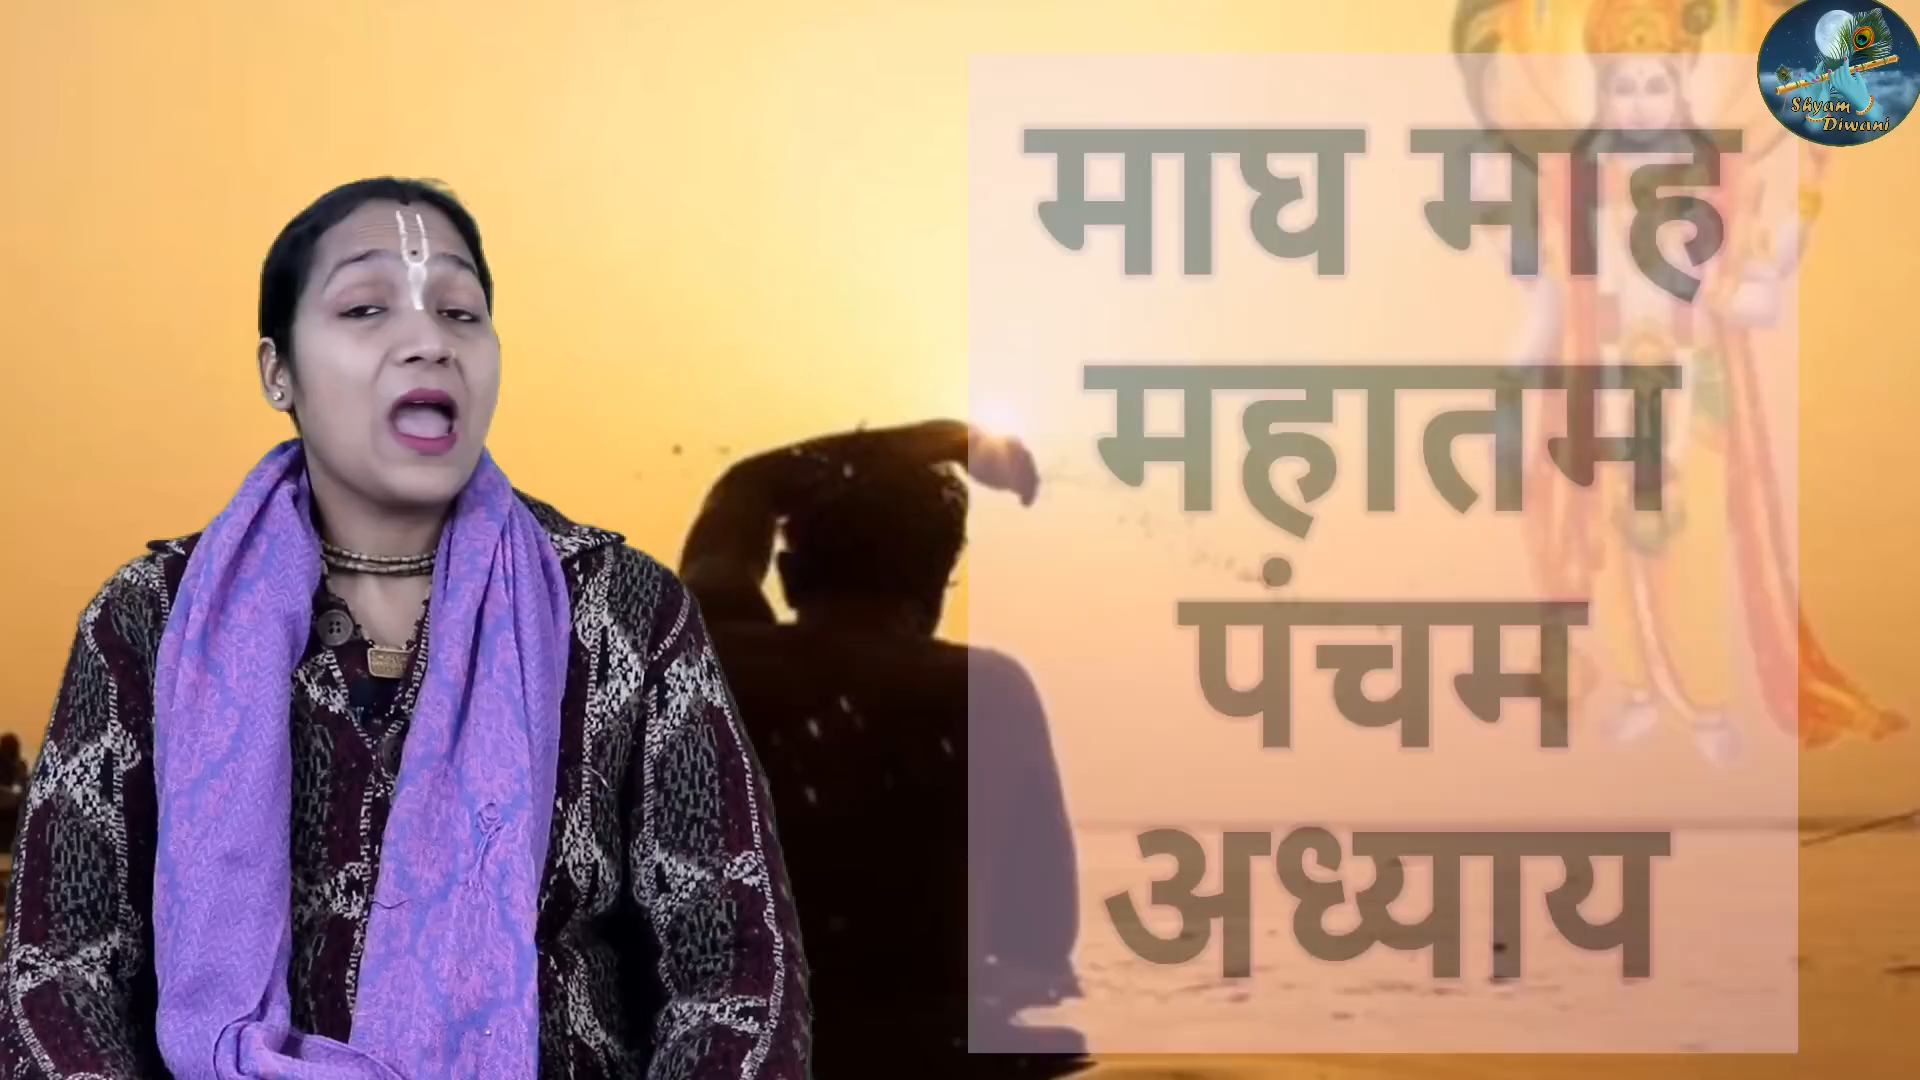 माघ माह
महातम
पंचम
अध्याय
Shyam
Diwani